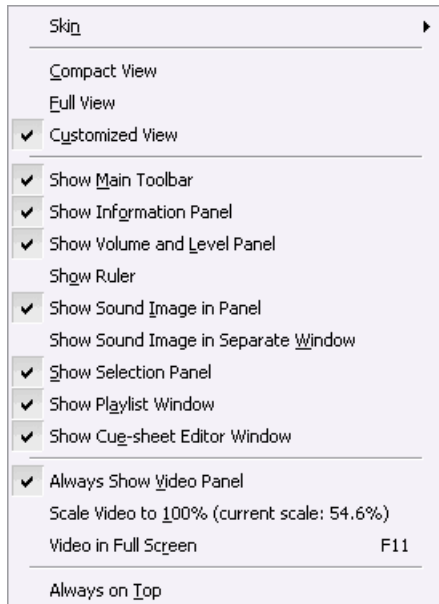 Skin
Compact View
Full View
Customized View
Show Main Toolbar
Show Information Panel
Show Volume and Level Panel
Show Ruler
Show Sound Image in Panel
Show Sound Image in Separate Window
Show Selection Panel
Show Playlist Window
Show Cue-sheet Editor Window
Always Show Video Panel
Scale Video to 100% (current scale: 54.6%)
Video in Full Screen F11
Always on Top